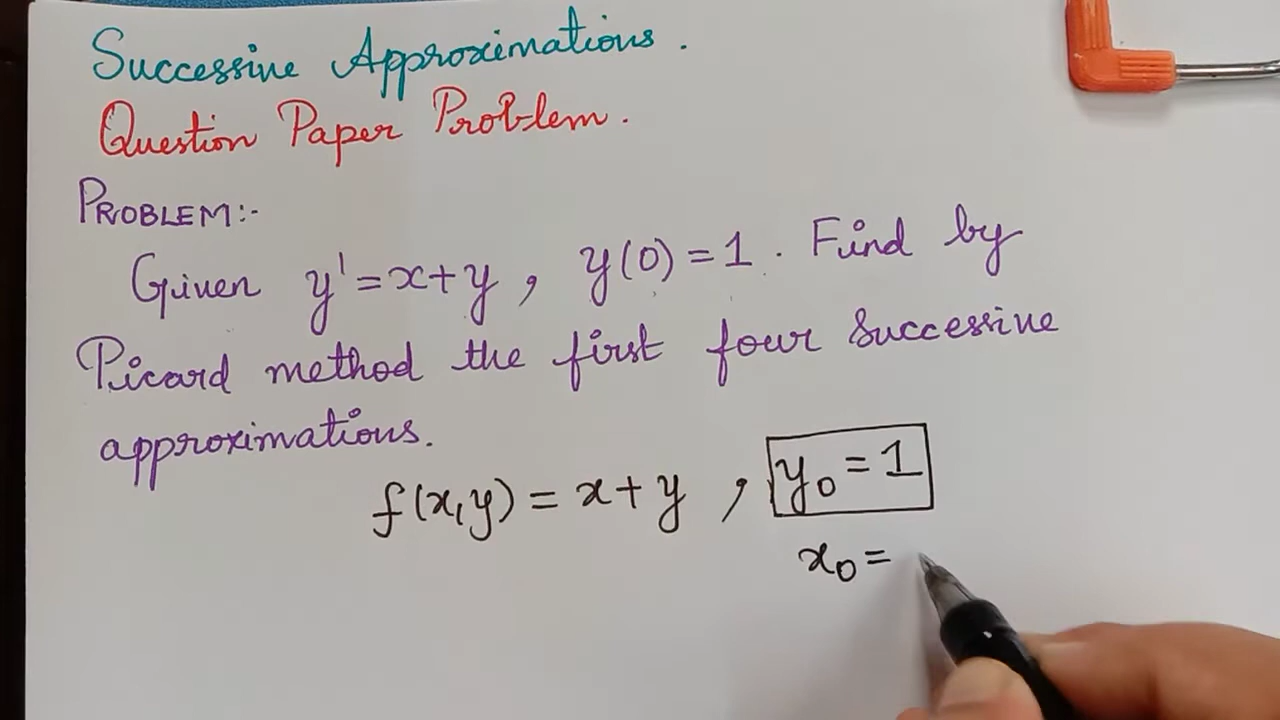 Successive Approximations.
Question Paper Problem.
PROBLEM:-
Given y' = x+y , y(0) = 1 . Find by
Picard method the first four successive
approximations.
f(x,y) = x+y , y₀ = 1
x₀ =